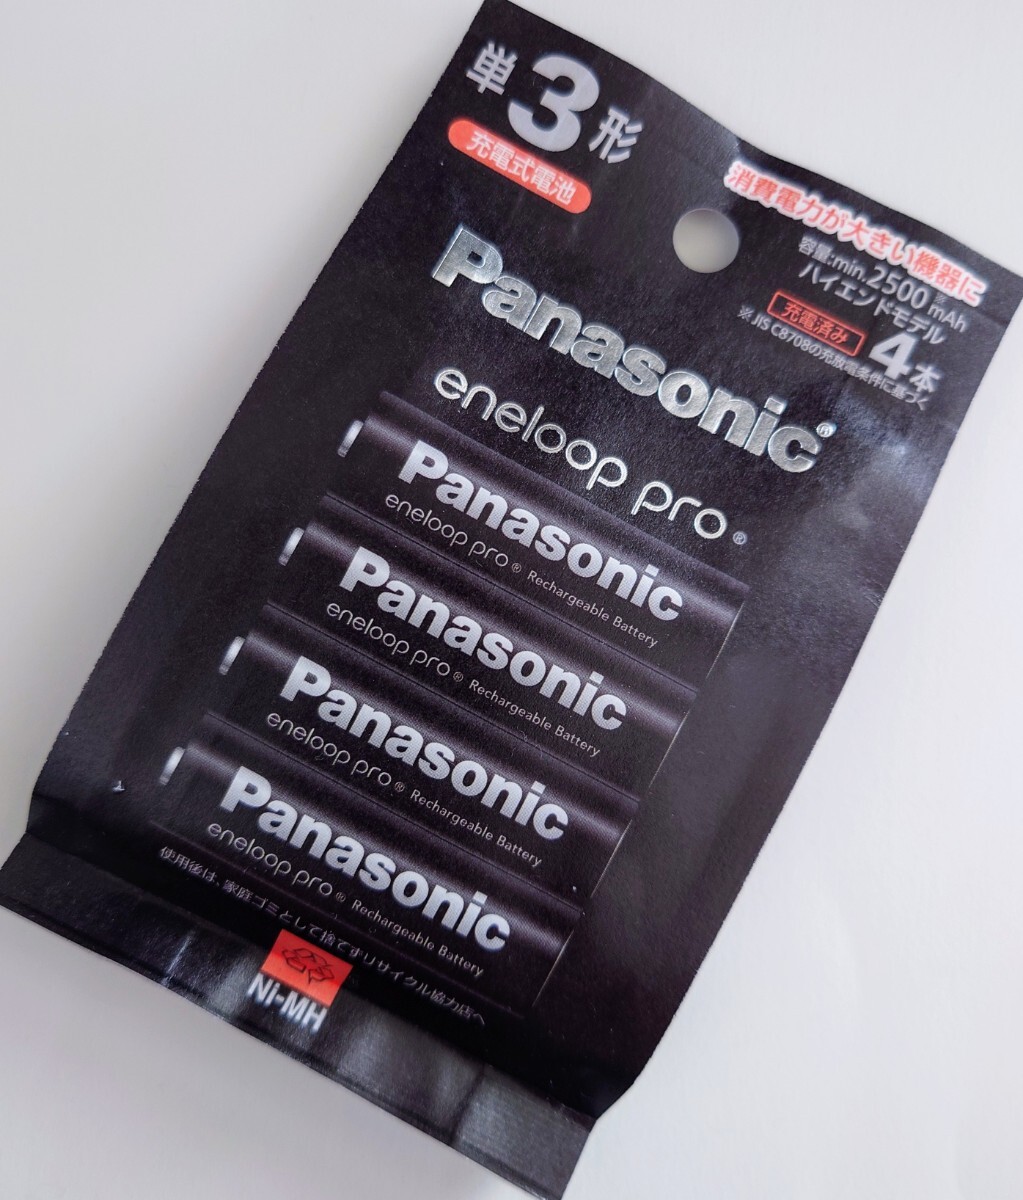 単3形
充電式電池
消費電力が大きい機器に
容量:min.2500※mAh
ハイエンドモデル
充電済み 4本
※JIS C8708の充放電条件に基づく
Panasonic®
eneloop pro®
Panasonic
eneloop pro® Rechargeable Battery
Panasonic
eneloop pro® Rechargeable Battery
Panasonic
eneloop pro® Rechargeable Battery
Panasonic
eneloop pro® Rechargeable Battery
使用後は、家庭ゴミとして捨てずリサイクル協力店へ
Ni-MH